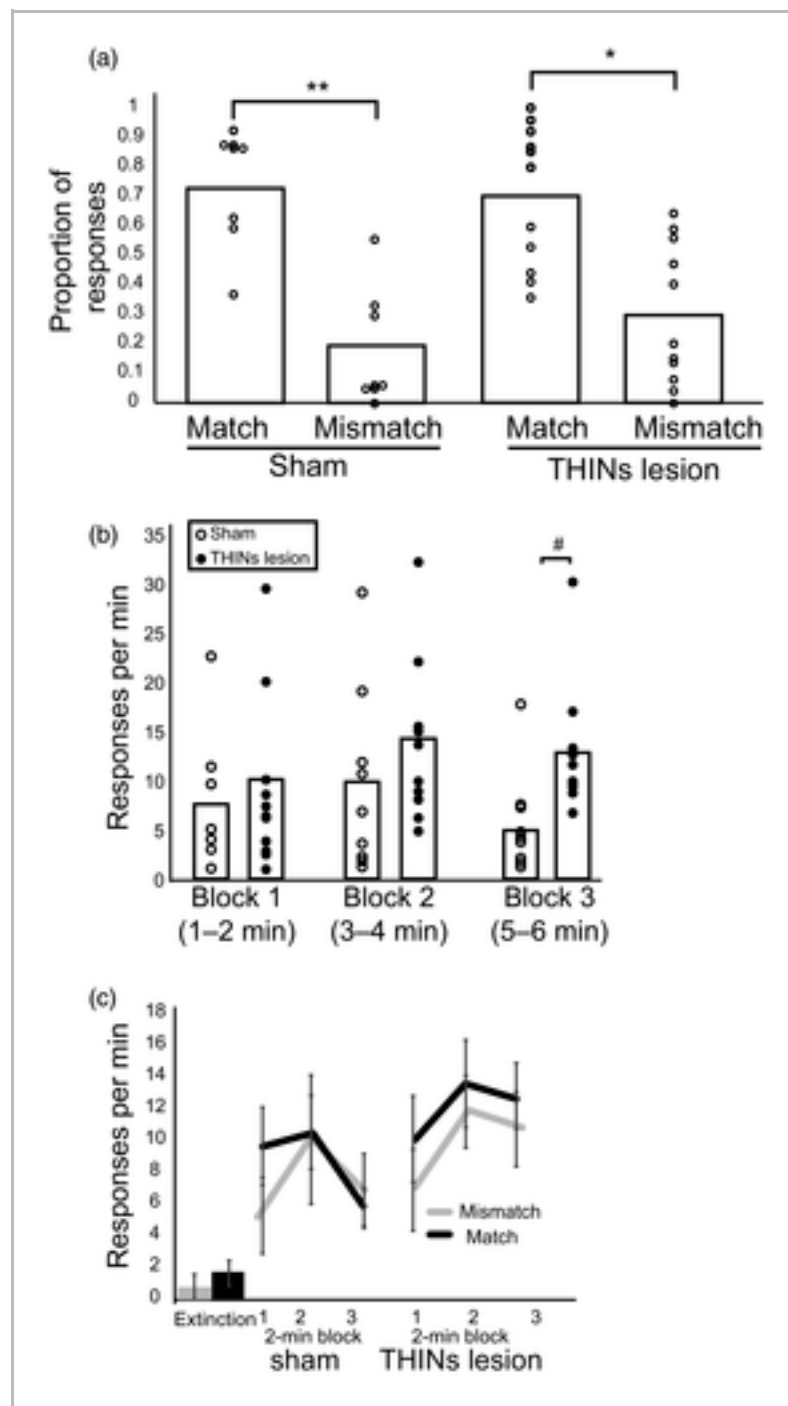 (a)
**
*
1
0.9
0.8
0.7
0.6
0.5
0.4
0.3
0.2
0.1
0
Proportion of
responses
Match Mismatch Match Mismatch
Sham THINs lesion
(b)
Sham
THINs lesion
#
35
30
25
20
15
10
5
0
Responses per min
Block 1 Block 2 Block 3
(1–2 min) (3–4 min) (5–6 min)
(c)
18
16
14
12
10
8
6
4
2
0
Responses per min
Mismatch
Match
Extinction 1 2 3 1 2 3
2-min block 2-min block
sham THINs lesion